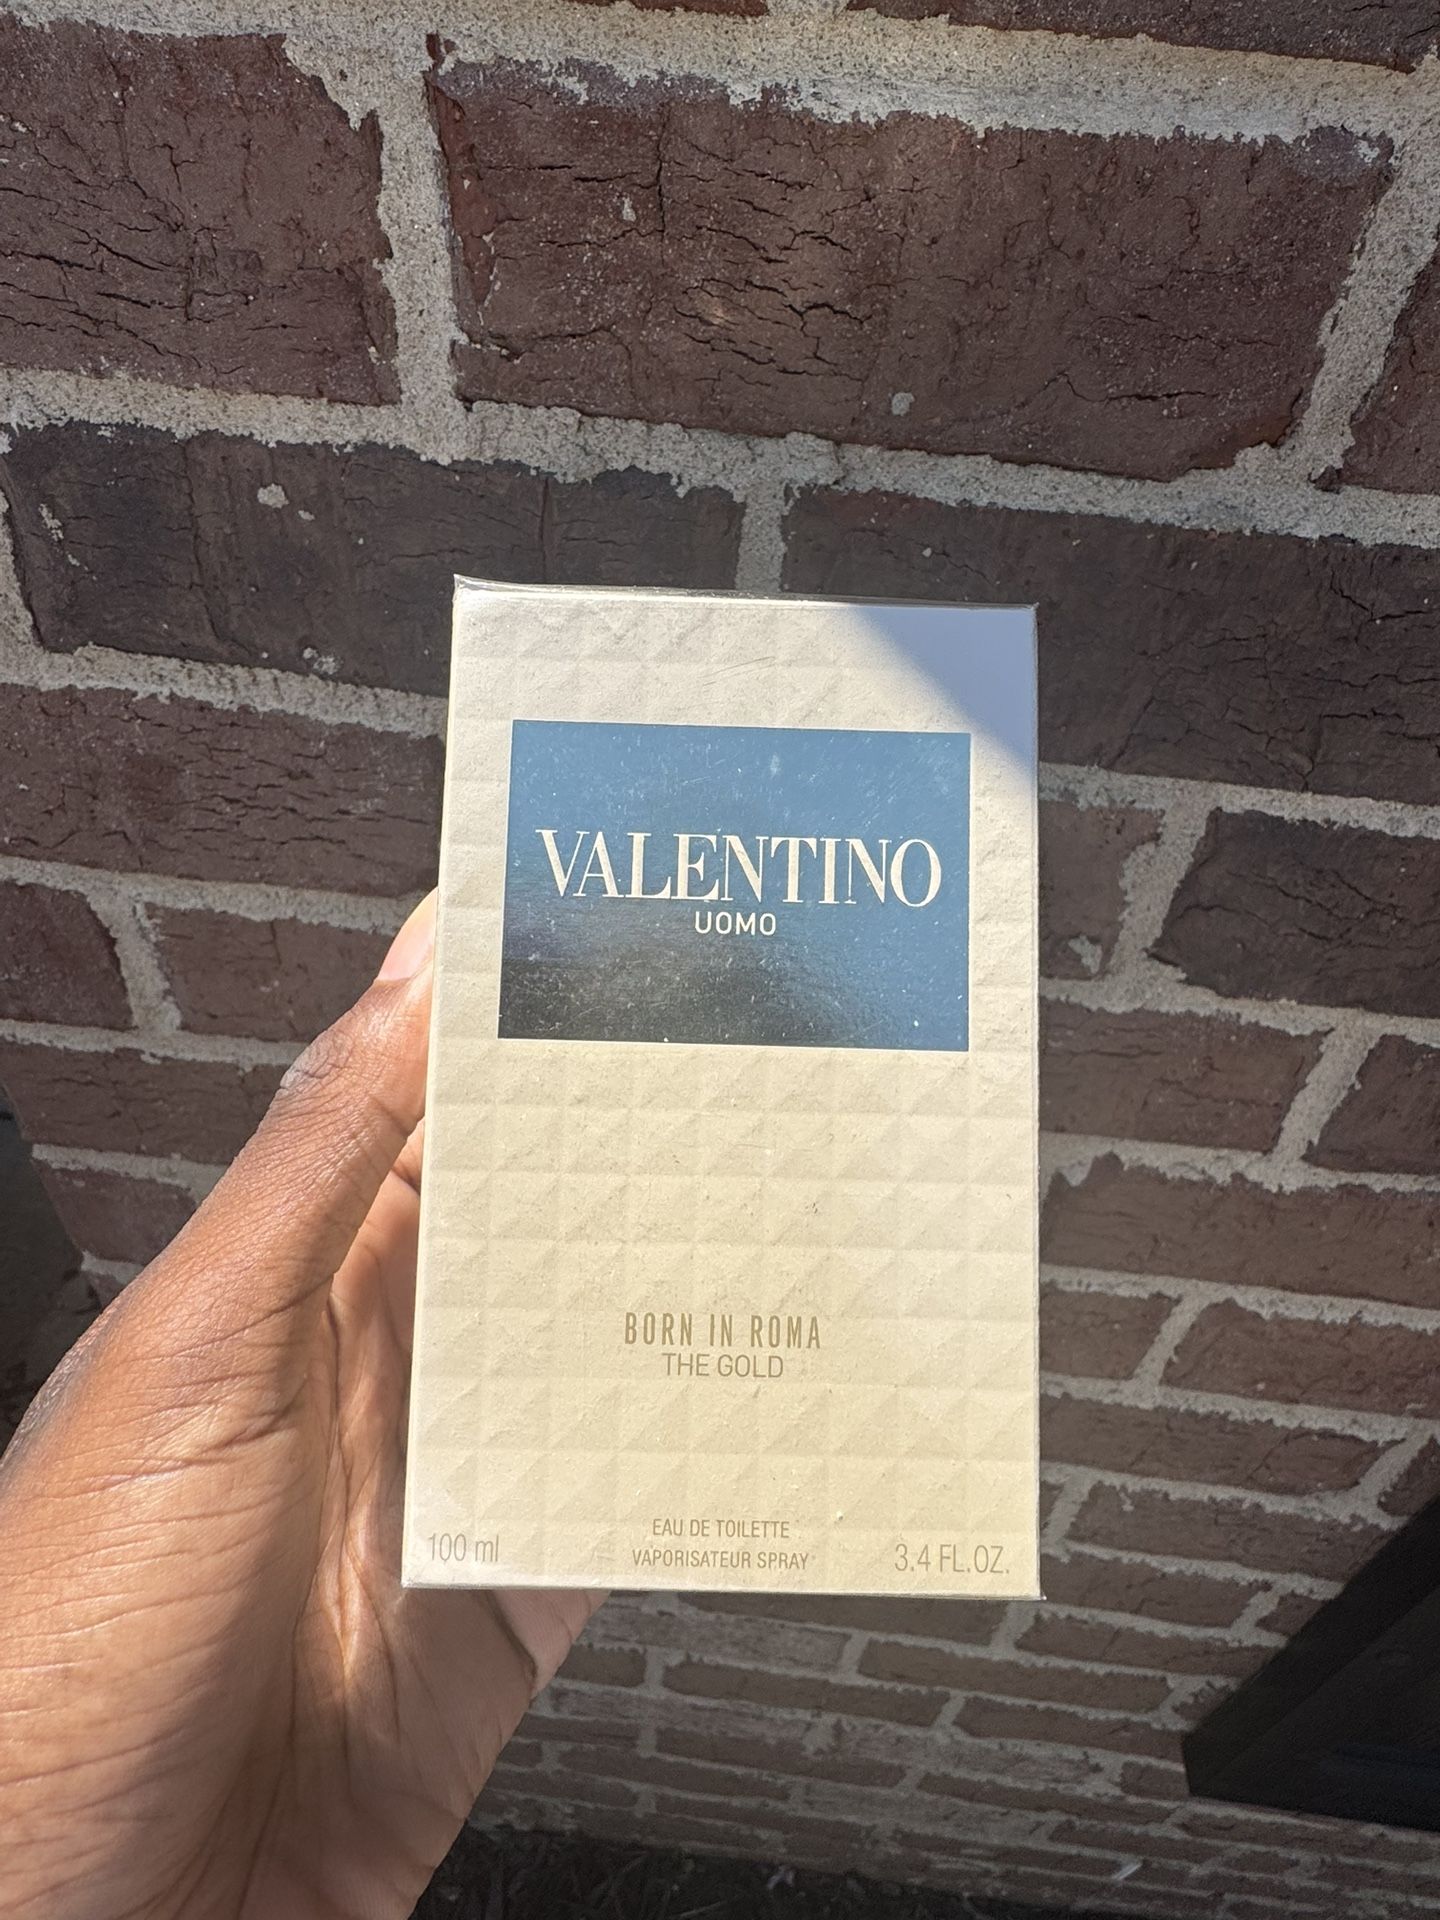 VALENTINO
UOMO
BORN IN ROMA
THE GOLD
EAU DE TOILETTE
100 ml VAPORISATEUR SPRAY 3.4 FL.OZ.